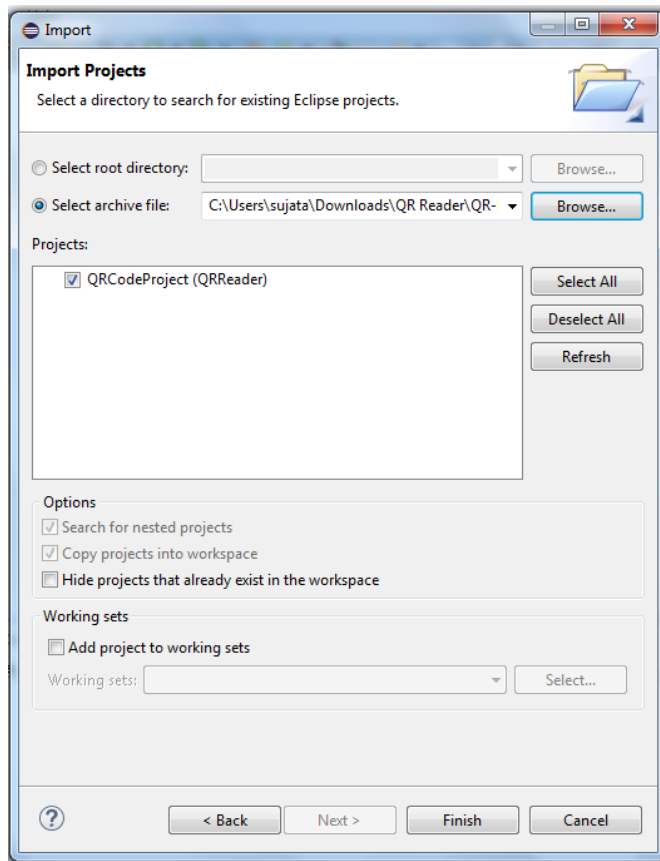 Import
Import Projects
Select a directory to search for existing Eclipse projects.
Select root directory:
Browse...
Select archive file:
C:\Users\sujata\Downloads\QR Reader\QR-
Browse...
Projects:
QRCodeProject (QRReader)
Select All
Deselect All
Refresh
Options
Search for nested projects
Copy projects into workspace
Hide projects that already exist in the workspace
Working sets
Add project to working sets
Working sets:
Select...
?
< Back
Next >
Finish
Cancel